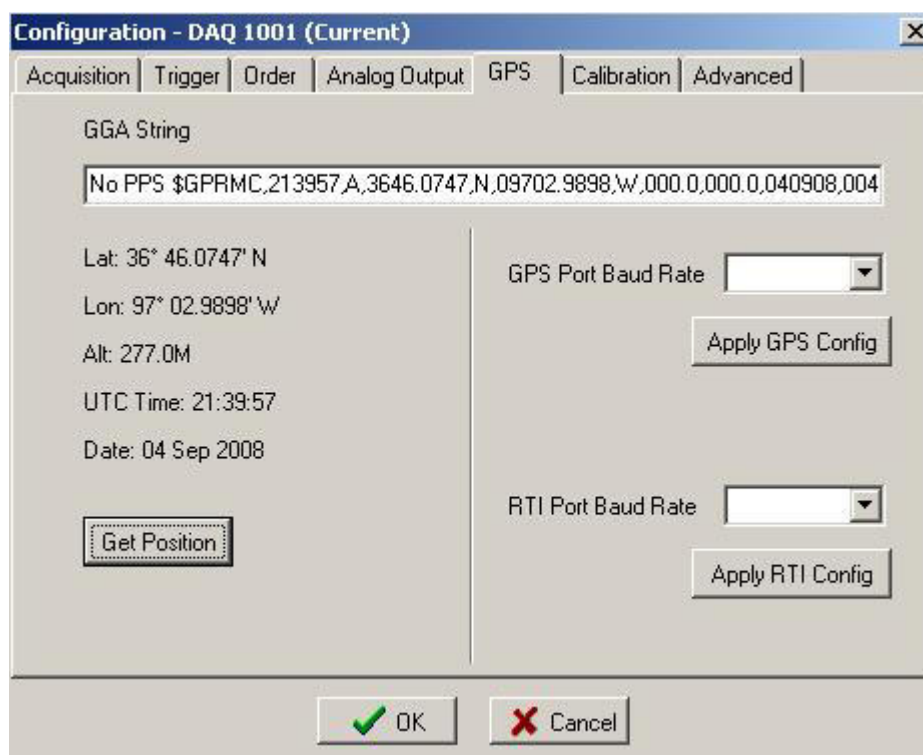 Configuration - DAQ 1001 (Current)
Acquisition Trigger Order Analog Output GPS Calibration Advanced
GGA String
No PPS $GPRMC,213957,A,3646.0747,N,09702.9898,W,000.0,000.0,040908,004
Lat: 36° 46.0747' N
Lon: 97° 02.9898' W
Alt: 277.0M
UTC Time: 21:39:57
Date: 04 Sep 2008
Get Position
GPS Port Baud Rate
Apply GPS Config
RTI Port Baud Rate
Apply RTI Config
OK Cancel